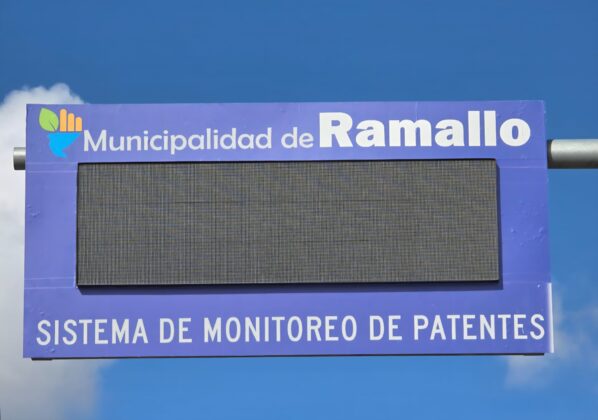 Municipalidad de Ramallo
SISTEMA DE MONITOREO DE PATENTES